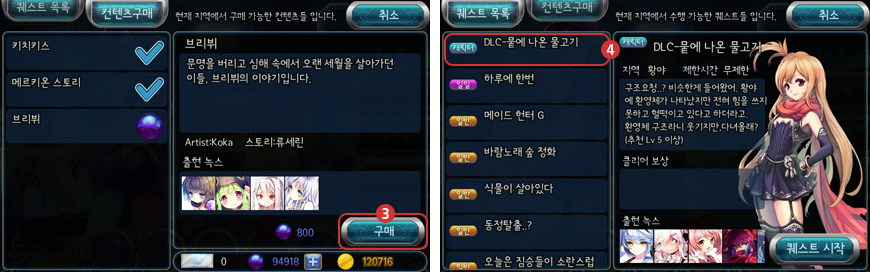 퀘스트 목록
컨텐츠구매
현재 지역에서 구매 가능한 컨텐츠들 입니다.
취소
키치키스
메르키온 스토리
브리뷔
브리뷔
문명을 버리고 심해 속에서 오랜 세월을 살아가던
이들, 브리뷔의 이야기입니다.
Artist:Koka 스토리:류세린
출현 녹스
800
3
구매
0
94918
120716
퀘스트 목록
컨텐츠구매
현재 지역에서 수행 가능한 퀘스트들 입니다.
취소
캐릭터
DLC-뭍에 나온 물고기
4
일일
하루에 한번
일반
메이드 헌터 G
일반
바람노래 숲 정화
일반
식물이 살아있다
일반
동정탈출..?
일반
오늘은 짐승들이 소란스럽
캐릭터
DLC-뭍에 나온 물고기
지역 황야 제한시간 무제한
구조요청..? 비슷한게 들어왔어. 황야
에 환영체가 나타났지만 전혀 힘을 쓰지
못하고 헐떡이고 있다고 하더라고.
환영체 구조라니 웃기지만,다녀올래?
(추천 Lv 5 이상)
클리어 보상
출현 녹스
퀘스트 시작